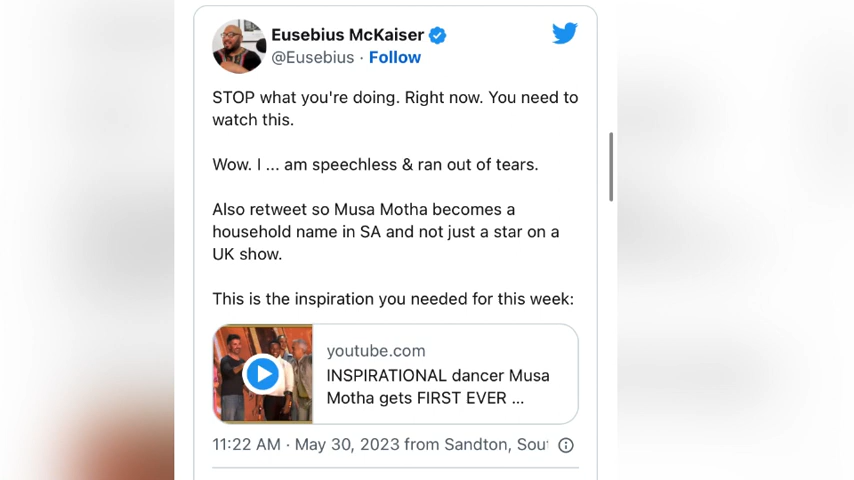 Eusebius McKaiser
@Eusebius · Follow
STOP what you're doing. Right now. You need to
watch this.
Wow. I ... am speechless & ran out of tears.
Also retweet so Musa Motha becomes a
household name in SA and not just a star on a
UK show.
This is the inspiration you needed for this week:
youtube.com
INSPIRATIONAL dancer Musa
Motha gets FIRST EVER ...
11:22 AM · May 30, 2023 from Sandton, Sou